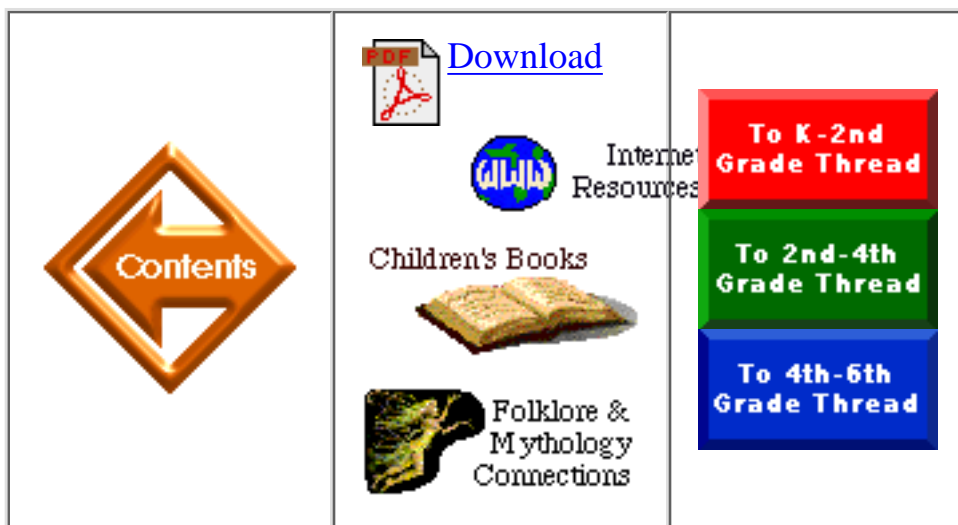 Contents
PDF
Download
www
Internet
Resources
Children's Books
Folklore &
Mythology
Connections
To K-2nd
Grade Thread
To 2nd-4th
Grade Thread
To 4th-6th
Grade Thread